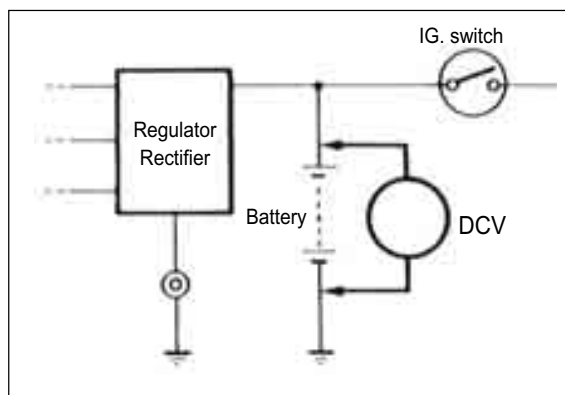 IG. switch
Regulator
Rectifier
Battery
DCV